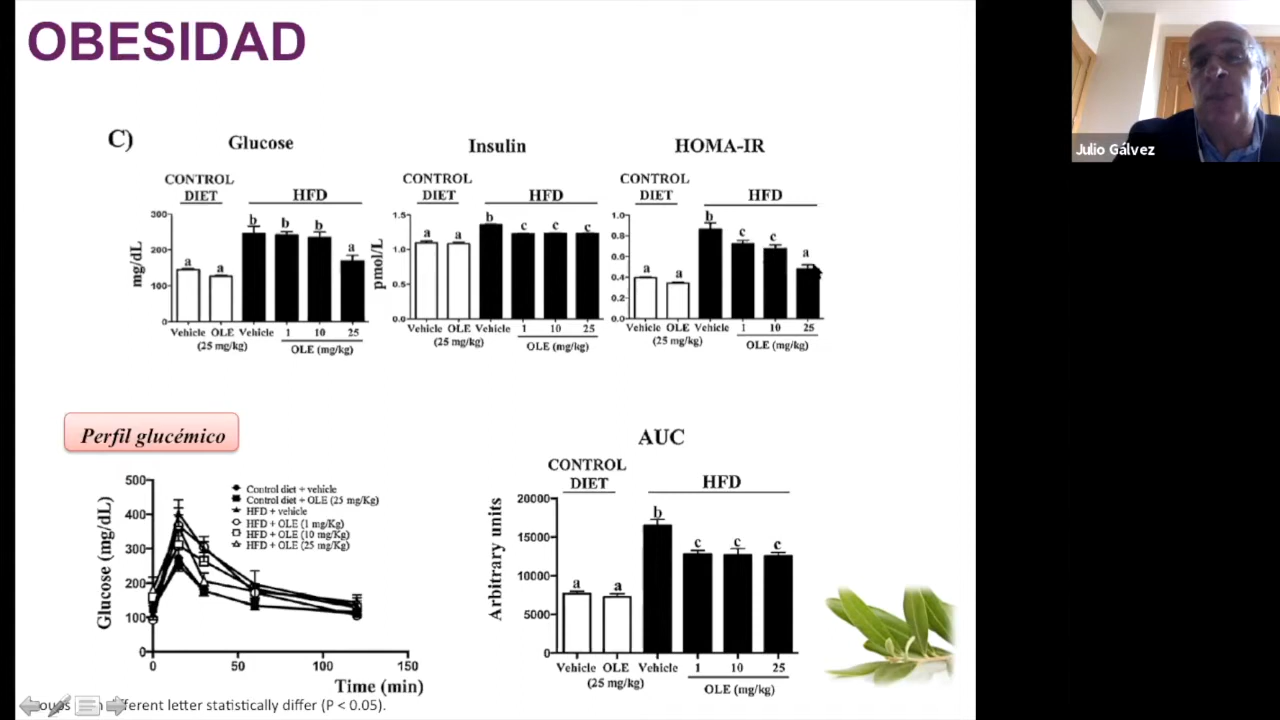 OBESIDAD
Julio Gálvez
C)
Glucose
CONTROL
DIET
HFD
mg/dL
300
200
100
0
a
a
b
b
b
a
Vehicle OLE Vehicle 1 10 25
(25 mg/kg)
OLE (mg/kg)
Insulin
CONTROL
DIET
HFD
pmol/L
1.5
1.0
0.5
0.0
a
a
b
c
c
c
Vehicle OLE Vehicle 1 10 25
(25 mg/kg)
OLE (mg/kg)
HOMA-IR
CONTROL
DIET
HFD
1.0
0.8
0.6
0.4
0.2
0.0
a
a
b
c
c
a
Vehicle OLE Vehicle 1 10 25
(25 mg/kg)
OLE (mg/kg)
Perfil glucémico
Glucose (mg/dL)
500
400
300
200
100
0
Control diet + vehicle
Control diet + OLE (25 mg/Kg)
HFD + vehicle
HFD + OLE (1 mg/Kg)
HFD + OLE (10 mg/Kg)
HFD + OLE (25 mg/Kg)
0 50 100 150
Time (min)
AUC
CONTROL
DIET
HFD
Arbitrary units
20000
15000
10000
5000
0
a
a
b
c
c
c
Vehicle OLE Vehicle 1 10 25
(25 mg/kg)
OLE (mg/kg)
letter statistically differ (P < 0.05).